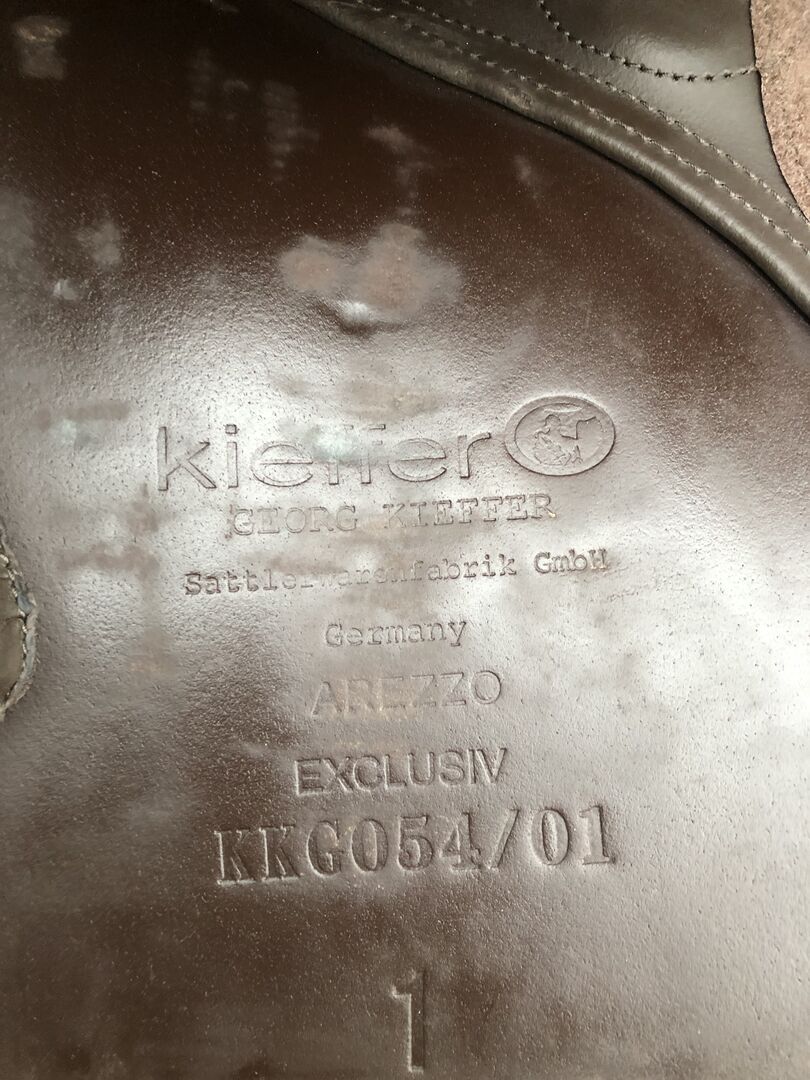 kieffer
GEORG KIEFFER
Sattlerwarenfabrik GmbH
Germany
AREZZO
EXCLUSIV
KKG054/01
1